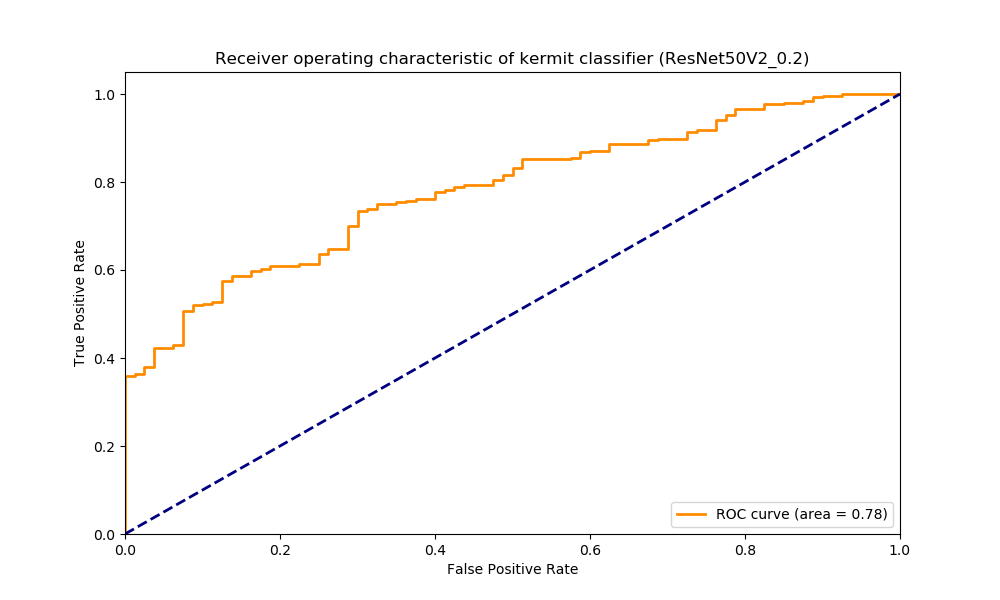 Receiver operating characteristic of kermit classifier (ResNet50V2_0.2)
1.0
0.8
0.6
0.4
0.2
0.0
True Positive Rate
ROC curve (area = 0.78)
0.0 0.2 0.4 0.6 0.8 1.0
False Positive Rate